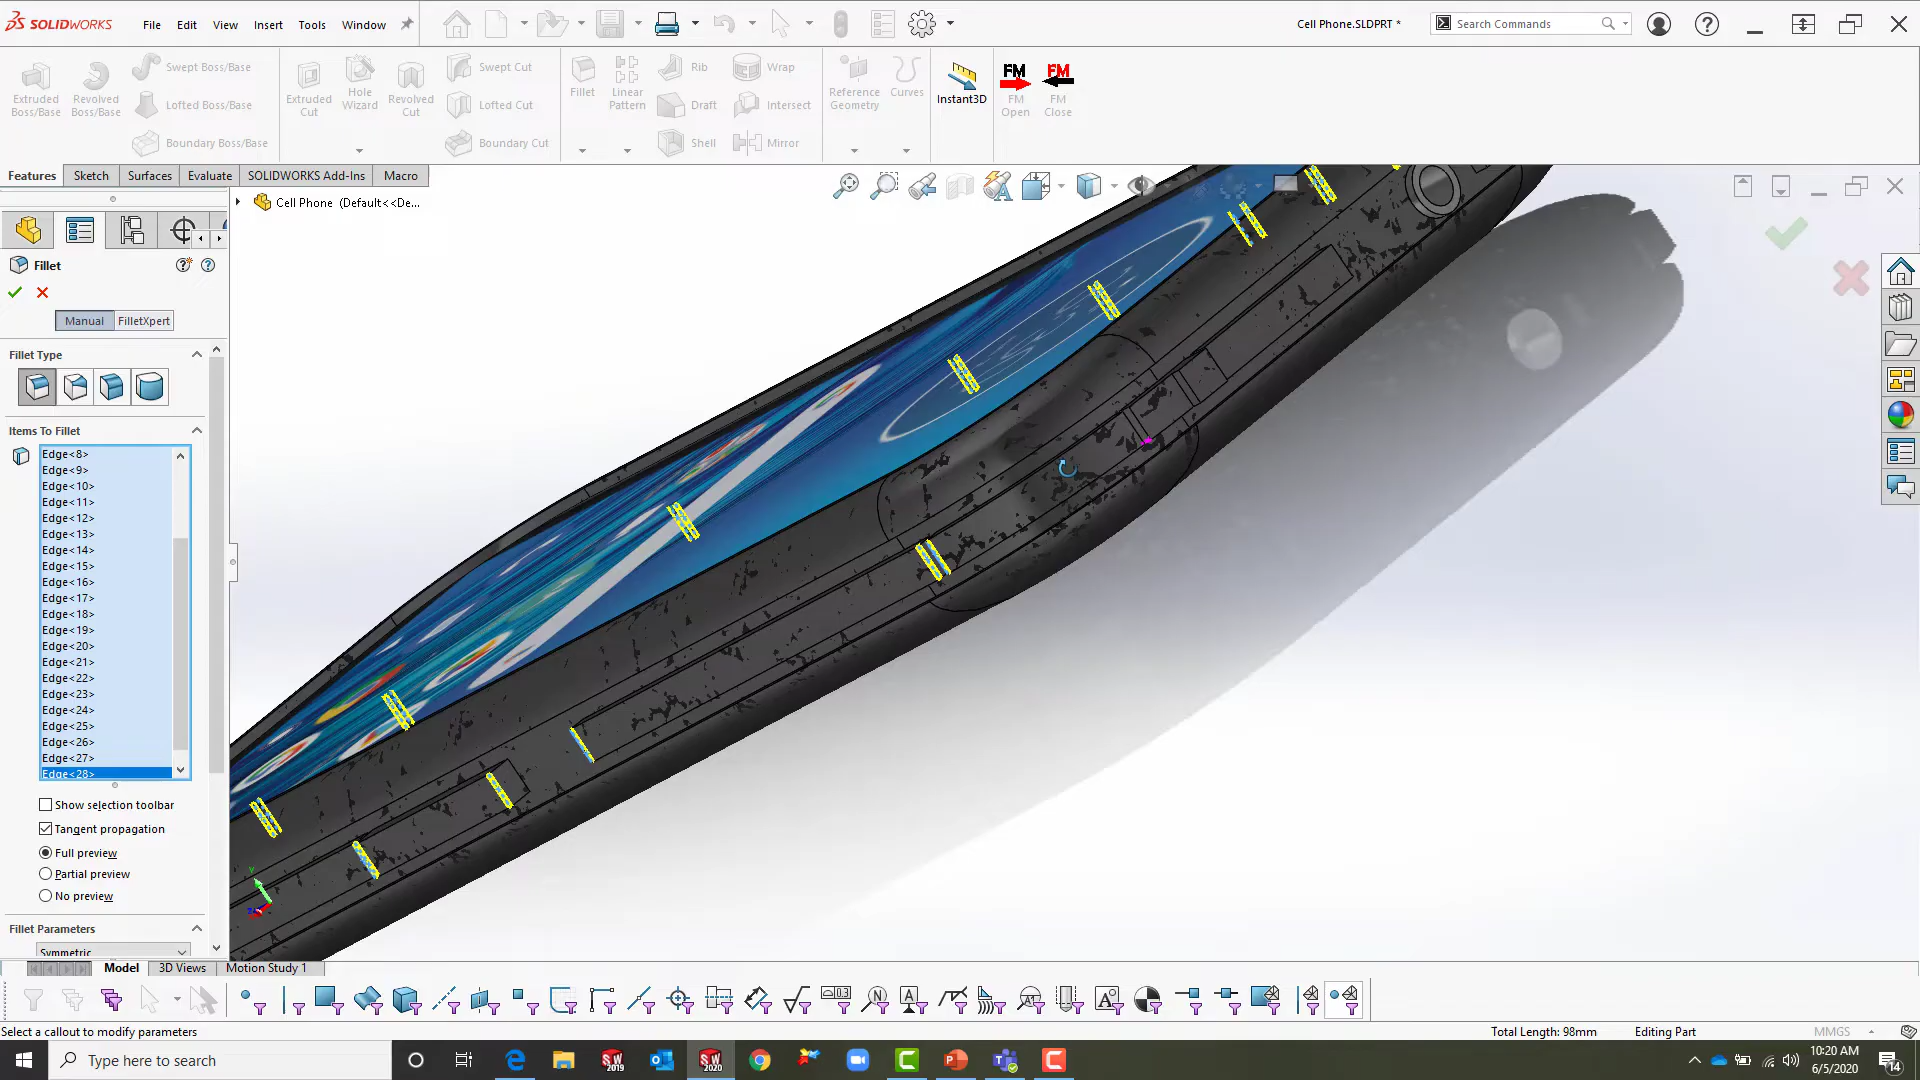 SOLIDWORKS File Edit View Insert Tools Window Cell Phone.SLDPRT * Search Commands
Extruded Boss/Base
Revolved Boss/Base
Swept Boss/Base
Lofted Boss/Base
Boundary Boss/Base
Extruded Cut
Hole Wizard
Revolved Cut
Swept Cut
Lofted Cut
Boundary Cut
Fillet
Linear Pattern
Rib
Draft
Shell
Wrap
Intersect
Mirror
Reference Geometry
Curves
Instant3D
FM
FM Open
FM
FM Close
Features Sketch Surfaces Evaluate SOLIDWORKS Add-Ins Macro
Cell Phone (Default<<De...
Fillet
Manual FilletXpert
Fillet Type
Items To Fillet
Edge<8>
Edge<9>
Edge<10>
Edge<11>
Edge<12>
Edge<13>
Edge<14>
Edge<15>
Edge<16>
Edge<17>
Edge<18>
Edge<19>
Edge<20>
Edge<21>
Edge<22>
Edge<23>
Edge<24>
Edge<25>
Edge<26>
Edge<27>
Edge<28>
Show selection toolbar
Tangent propagation
Full preview
Partial preview
No preview
Fillet Parameters
Symmetric
Model 3D Views Motion Study 1
Select a callout to modify parameters Total Length: 98mm Editing Part MMGS
Type here to search
10:20 AM
6/5/2020